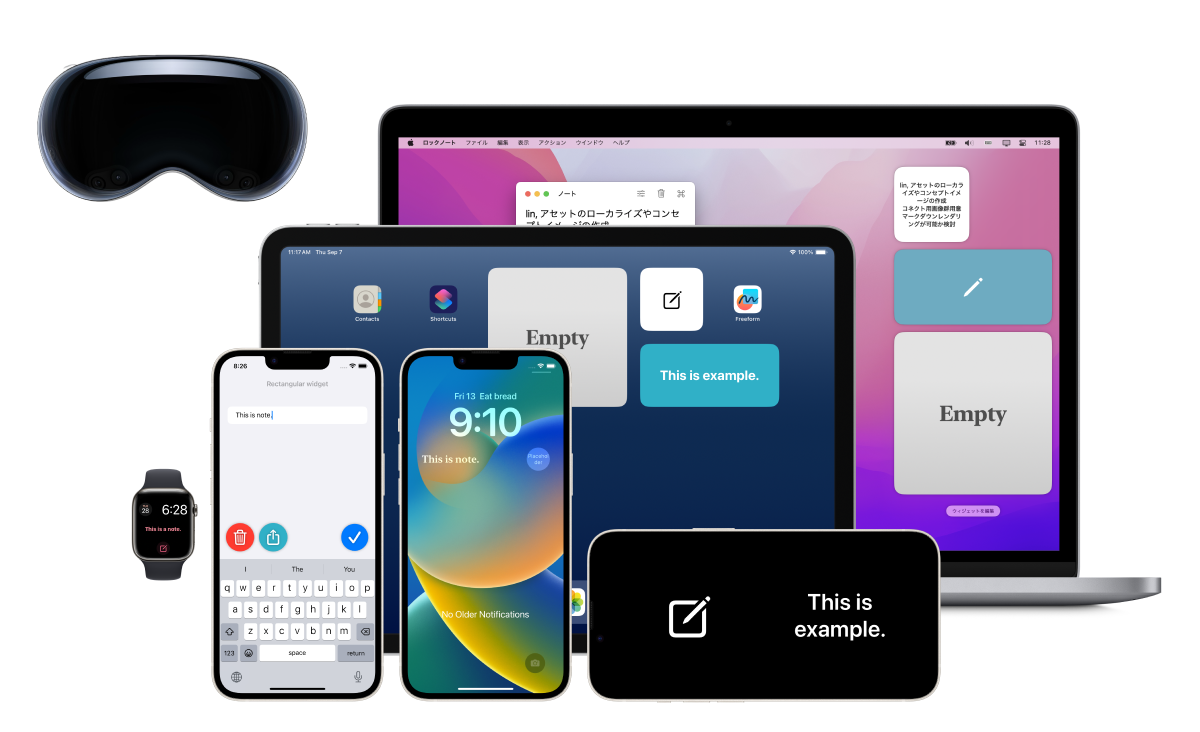 ロックノート ファイル 編集 表示 アクション ウインドウ ヘルプ
11:28
ノート
lin, アセットのローカライズやコンセ
プトイメージの作成
lin, アセットのローカラ
イズやコンセプトイメ
ージの作成
コネクト用画像群用意
マークダウンレンダリ
ングが可能か検討
Empty
ウィジェットを編集
11:17 AM Thu Sep 7
100%
Contacts
Shortcuts
Empty
Freeform
This is example.
8:26
Rectangular widget
This is note.
I The You
q w e r t y u i o p
a s d f g h j k l
z x c v b n m
123 space return
Fri 13 Eat bread
9:10
This is note.
Placehol
der
No Older Notifications
28
6:28
This is a note.
This is
example.